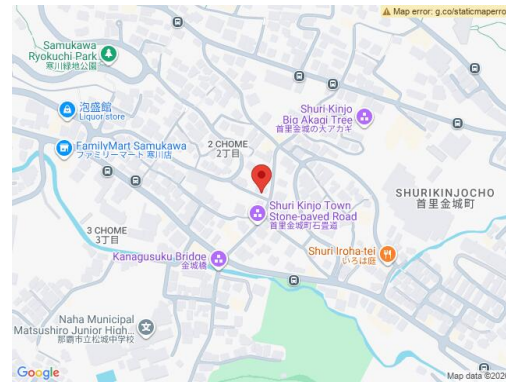 Map error: g.co/staticmaperro
Samukawa
Ryokuchi Park
寒川緑地公園
泡盛館
Liquor store
Shuri Kinjo
Big Akagi Tree
首里金城の大アカギ
FamilyMart Samukawa
ファミリーマート 寒川店
2 CHOME
2丁目
SHURIKINJOCHO
首里金城町
Shuri Kinjo Town
Stone-paved Road
首里金城町石畳道
3 CHOME
3丁目
Shuri Iroha-tei
いろは庭
Kanagusuku Bridge
金城橋
Naha Municipal
Matsushiro Junior High...
那覇市立松城中学校
Google
Map data ©2026